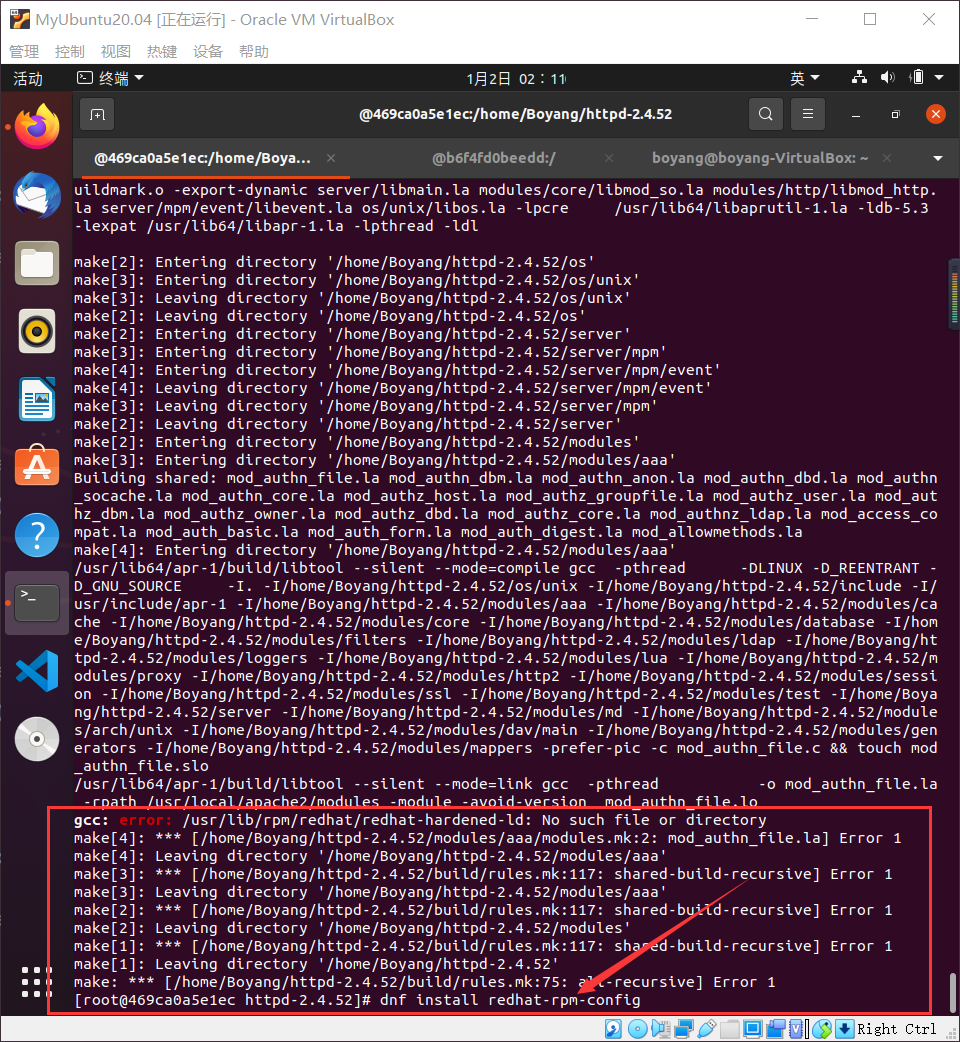 MyUbuntu20.04 [正在运行] - Oracle VM VirtualBox
管理 控制 视图 热键 设备 帮助
活动 终端 1月2日 02：11 英
@469ca0a5e1ec:/home/Boyang/httpd-2.4.52
@469ca0a5e1ec:/home/Boya... @b6f4fd0beedd:/ boyang@boyang-VirtualBox: ~
uildmark.o -export-dynamic server/libmain.la modules/core/libmod_so.la modules/http/libmod_http.
la server/mpm/event/libevent.la os/unix/libos.la -lpcre /usr/lib64/libaprutil-1.la -ldb-5.3
-lexpat /usr/lib64/libapr-1.la -lpthread -ldl
make[2]: Entering directory '/home/Boyang/httpd-2.4.52/os'
make[3]: Entering directory '/home/Boyang/httpd-2.4.52/os/unix'
make[3]: Leaving directory '/home/Boyang/httpd-2.4.52/os/unix'
make[2]: Leaving directory '/home/Boyang/httpd-2.4.52/os'
make[2]: Entering directory '/home/Boyang/httpd-2.4.52/server'
make[3]: Entering directory '/home/Boyang/httpd-2.4.52/server/mpm'
make[4]: Entering directory '/home/Boyang/httpd-2.4.52/server/mpm/event'
make[4]: Leaving directory '/home/Boyang/httpd-2.4.52/server/mpm/event'
make[3]: Leaving directory '/home/Boyang/httpd-2.4.52/server/mpm'
make[2]: Leaving directory '/home/Boyang/httpd-2.4.52/server'
make[2]: Entering directory '/home/Boyang/httpd-2.4.52/modules'
make[3]: Entering directory '/home/Boyang/httpd-2.4.52/modules/aaa'
Building shared: mod_authn_file.la mod_authn_dbm.la mod_authn_anon.la mod_authn_dbd.la mod_authn
_socache.la mod_authn_core.la mod_authz_host.la mod_authz_groupfile.la mod_authz_user.la mod_aut
hz_dbm.la mod_authz_owner.la mod_authz_dbd.la mod_authz_core.la mod_authnz_ldap.la mod_access_co
mpat.la mod_auth_basic.la mod_auth_form.la mod_auth_digest.la mod_allowmethods.la
make[4]: Entering directory '/home/Boyang/httpd-2.4.52/modules/aaa'
/usr/lib64/apr-1/build/libtool --silent --mode=compile gcc -pthread -DLINUX -D_REENTRANT -
D_GNU_SOURCE -I. -I/home/Boyang/httpd-2.4.52/os/unix -I/home/Boyang/httpd-2.4.52/include -I/
usr/include/apr-1 -I/home/Boyang/httpd-2.4.52/modules/aaa -I/home/Boyang/httpd-2.4.52/modules/ca
che -I/home/Boyang/httpd-2.4.52/modules/core -I/home/Boyang/httpd-2.4.52/modules/database -I/hom
e/Boyang/httpd-2.4.52/modules/filters -I/home/Boyang/httpd-2.4.52/modules/ldap -I/home/Boyang/ht
tpd-2.4.52/modules/loggers -I/home/Boyang/httpd-2.4.52/modules/lua -I/home/Boyang/httpd-2.4.52/m
odules/proxy -I/home/Boyang/httpd-2.4.52/modules/http2 -I/home/Boyang/httpd-2.4.52/modules/sessi
on -I/home/Boyang/httpd-2.4.52/modules/ssl -I/home/Boyang/httpd-2.4.52/modules/test -I/home/Boya
ng/httpd-2.4.52/server -I/home/Boyang/httpd-2.4.52/modules/md -I/home/Boyang/httpd-2.4.52/module
s/arch/unix -I/home/Boyang/httpd-2.4.52/modules/dav/main -I/home/Boyang/httpd-2.4.52/modules/gen
erators -I/home/Boyang/httpd-2.4.52/modules/mappers -prefer-pic -c mod_authn_file.c && touch mod
_authn_file.slo
/usr/lib64/apr-1/build/libtool --silent --mode=link gcc -pthread -o mod_authn_file.la
-rpath /usr/local/apache2/modules -module -avoid-version mod_authn_file.lo
gcc: error: /usr/lib/rpm/redhat/redhat-hardened-ld: No such file or directory
make[4]: *** [/home/Boyang/httpd-2.4.52/modules/aaa/modules.mk:2: mod_authn_file.la] Error 1
make[4]: Leaving directory '/home/Boyang/httpd-2.4.52/modules/aaa'
make[3]: *** [/home/Boyang/httpd-2.4.52/build/rules.mk:117: shared-build-recursive] Error 1
make[3]: Leaving directory '/home/Boyang/httpd-2.4.52/modules/aaa'
make[2]: *** [/home/Boyang/httpd-2.4.52/build/rules.mk:117: shared-build-recursive] Error 1
make[2]: Leaving directory '/home/Boyang/httpd-2.4.52/modules'
make[1]: *** [/home/Boyang/httpd-2.4.52/build/rules.mk:117: shared-build-recursive] Error 1
make[1]: Leaving directory '/home/Boyang/httpd-2.4.52'
make: *** [/home/Boyang/httpd-2.4.52/build/rules.mk:75: all-recursive] Error 1
[root@469ca0a5e1ec httpd-2.4.52]# dnf install redhat-rpm-config
Right Ctrl